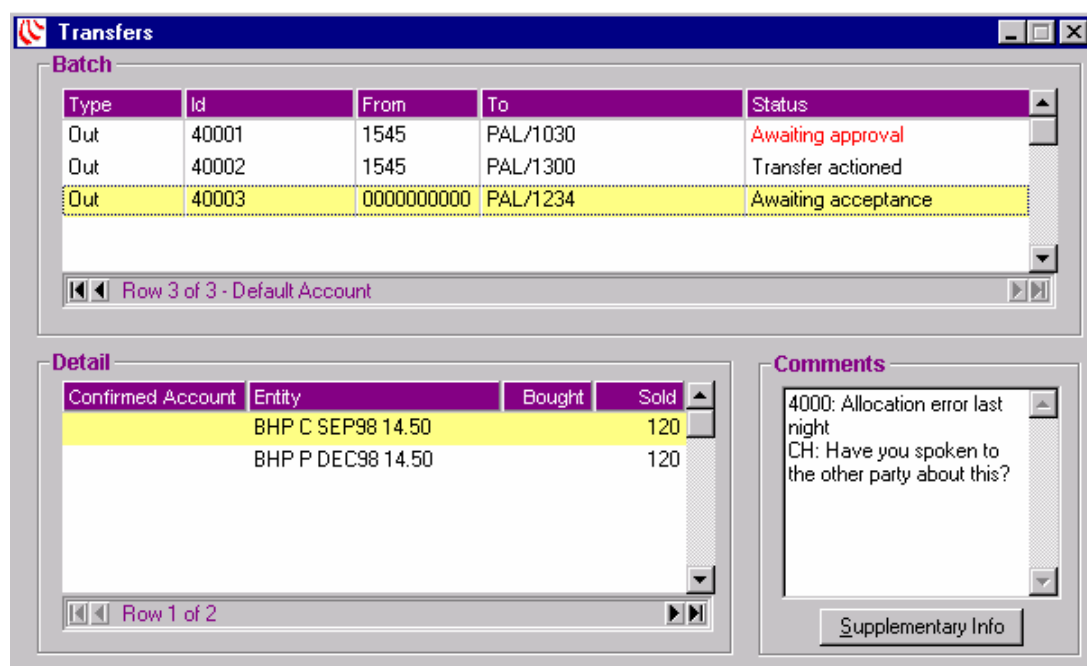 Transfers
Batch
Type Id From To Status
Out 40001 1545 PAL/1030 Awaiting approval
Out 40002 1545 PAL/1300 Transfer actioned
Out 40003 0000000000 PAL/1234 Awaiting acceptance
Row 3 of 3 - Default Account
Detail
Confirmed Account Entity Bought Sold
BHP C SEP98 14.50 120
BHP P DEC98 14.50 120
Row 1 of 2
Comments
4000: Allocation error last
night
CH: Have you spoken to
the other party about this?
Supplementary Info